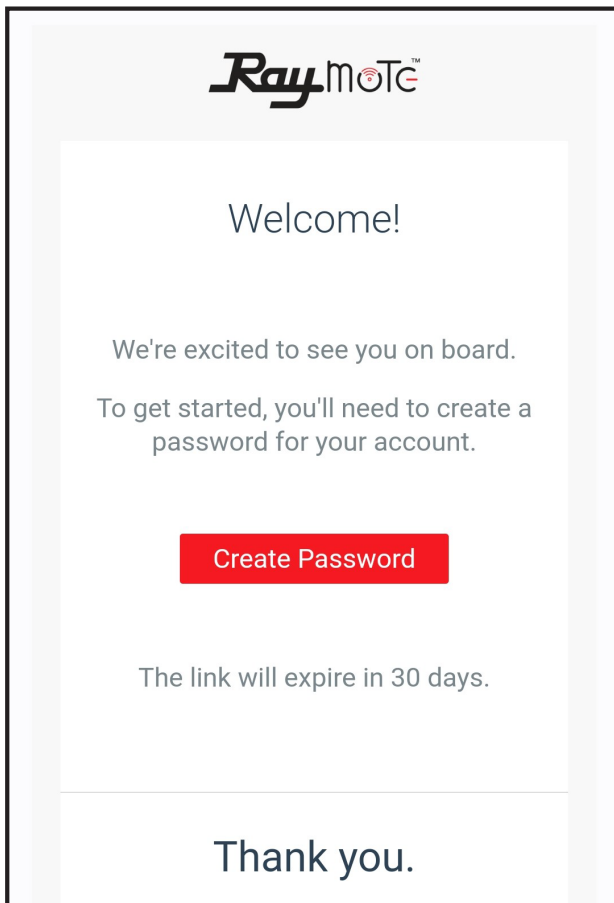 Raymote™
Welcome!
We're excited to see you on board.
To get started, you'll need to create a
password for your account.
Create Password
The link will expire in 30 days.
Thank you.